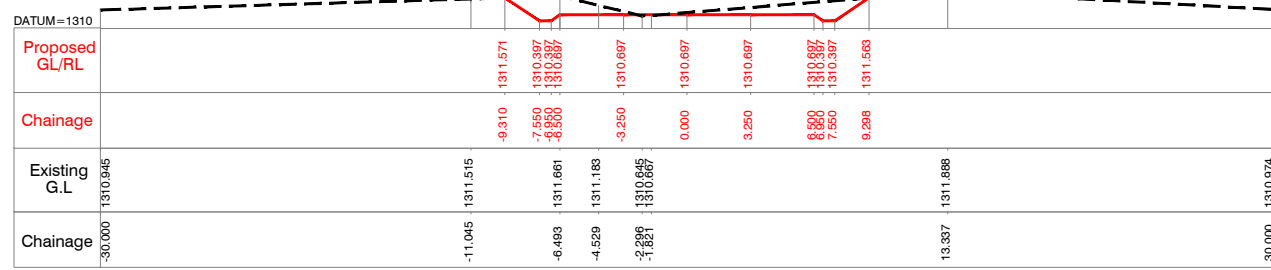 DATUM=1310
Proposed GL/RL
1311.571 1310.397 1310.397 1310.697 1310.697 1310.697 1310.697 1310.697 1310.397 1310.397 1311.563
Chainage
-9.310 -7.550 -6.950 -6.500 -3.250 0.000 3.250 6.500 6.950 7.550 9.298
Existing G.L
1310.945 1311.515 1311.661 1311.183 1310.645 1310.667 1311.888 1310.974
Chainage
-30.000 -11.045 -6.493 -4.529 -2.296 -1.821 13.337 30.000